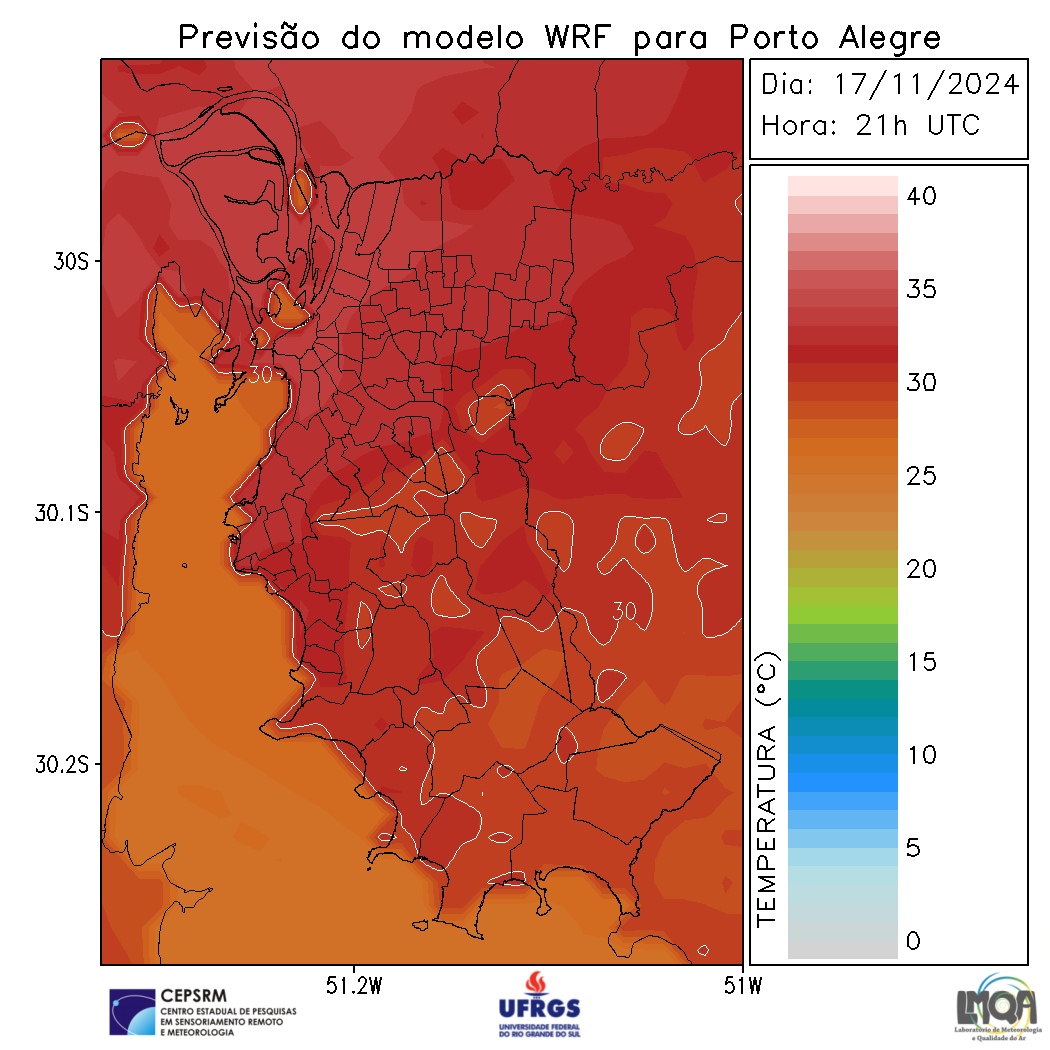 Previsão do modelo WRF para Porto Alegre
Dia: 17/11/2024
Hora: 21h UTC
40
35
30
25
20
15
10
5
0
TEMPERATURA (°C)
30S
30.1S
30.2S
51.2W
51W
30
30
CEPSRM
CENTRO ESTADUAL DE PESQUISAS
EM SENSORIAMENTO REMOTO
E METEOROLOGIA
UFRGS
UNIVERSIDADE FEDERAL
DO RIO GRANDE DO SUL
LMQA
Laboratório de Meteorologia
e Qualidade do Ar